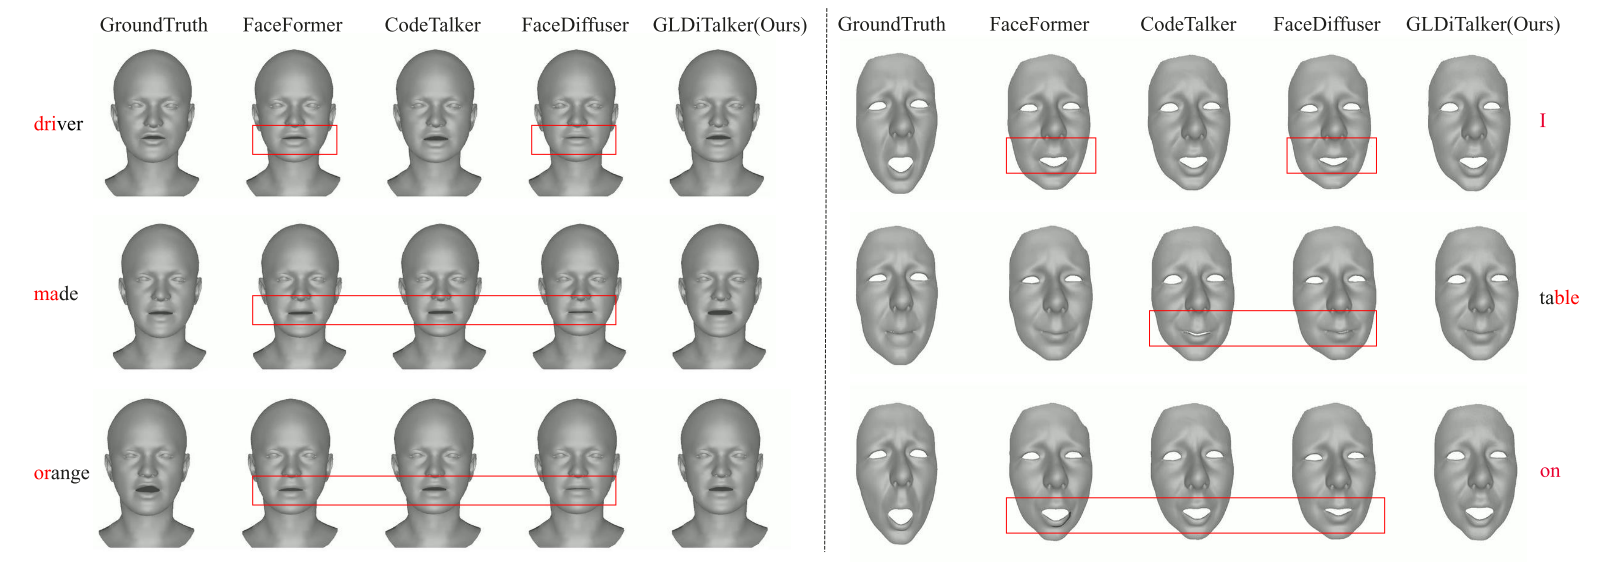 GroundTruth FaceFormer CodeTalker FaceDiffuser GLDiTalker(Ours)
driver
made
orange
GroundTruth FaceFormer CodeTalker FaceDiffuser GLDiTalker(Ours)
I
table
on